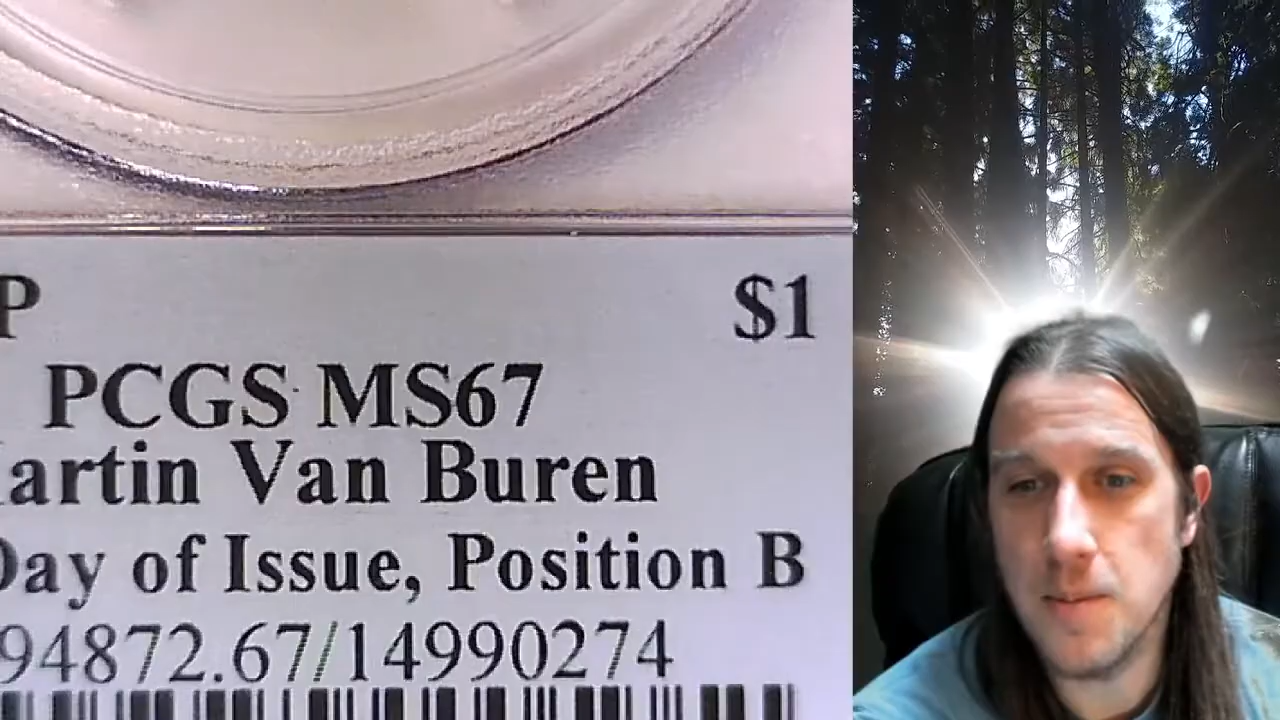 P $1
PCGS MS67
artin Van Buren
Day of Issue, Position B
94872.67/14990274